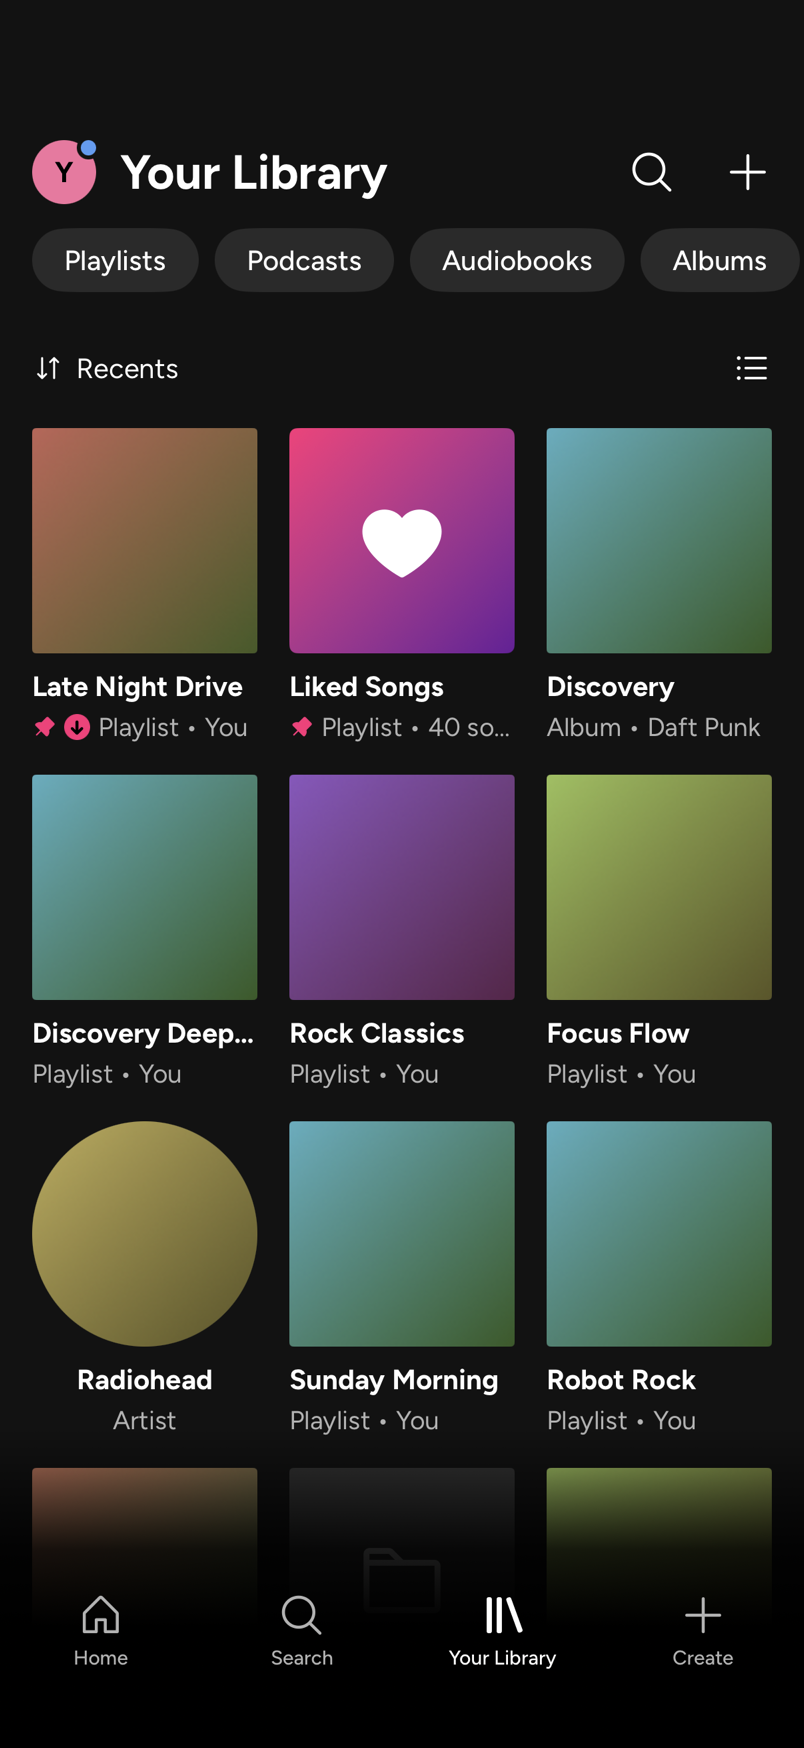 Y
Your Library
Playlists
Podcasts
Audiobooks
Albums
Recents
Late Night Drive
Playlist • You
Liked Songs
Playlist • 40 so...
Discovery
Album • Daft Punk
Discovery Deep...
Playlist • You
Rock Classics
Playlist • You
Focus Flow
Playlist • You
Radiohead
Artist
Sunday Morning
Playlist • You
Robot Rock
Playlist • You
Home
Search
Your Library
Create